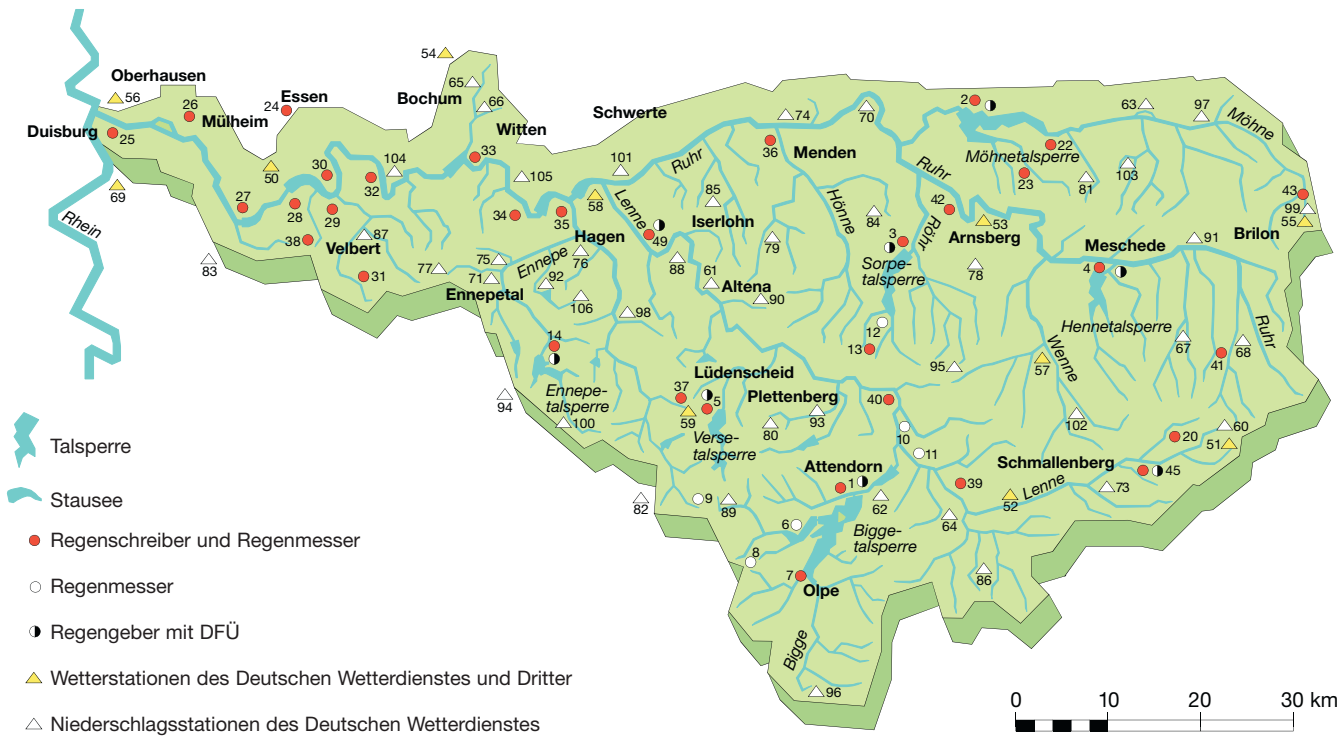 54
65
66
Oberhausen
56
26
24
Essen
Mülheim
Bochum
Duisburg
25
Witten
Schwerte
74
70
2
63
97
Möhne
33
101
Ruhr
36
Menden
Möhnetalsperre
22
23
81
103
50
30
32
104
105
69
Rhein
27
28
29
38
Velbert
87
34
35
58
Lenne
49
85
Iserlohn
Hönne
84
Ruhr
42
Röhr
53
Arnsberg
43
99
55
Brilon
83
31
77
75
71
Ennepe
Hagen
76
88
79
3
Sorpe-
talsperre
78
Meschede
4
91
Ennepetal
92
106
61
Altena
90
98
12
13
Hennetalsperre
67
41
68
Ruhr
14
94
Ennepe-
talsperre
100
37
59
Lüdenscheid
5
Verse-
talsperre
Plettenberg
80
93
40
95
57
Wenne
102
10
11
20
60
51
Talsperre
Attendorn
1
62
39
Schmallenberg
52
Lenne
73
45
Stausee
82
9
89
6
8
Bigge-
talsperre
64
Regenschreiber und Regenmesser
7
Olpe
86
Regenmesser
Regengeber mit DFÜ
Bigge
96
Wetterstationen des Deutschen Wetterdienstes und Dritter
Niederschlagsstationen des Deutschen Wetterdienstes
0 10 20 30 km